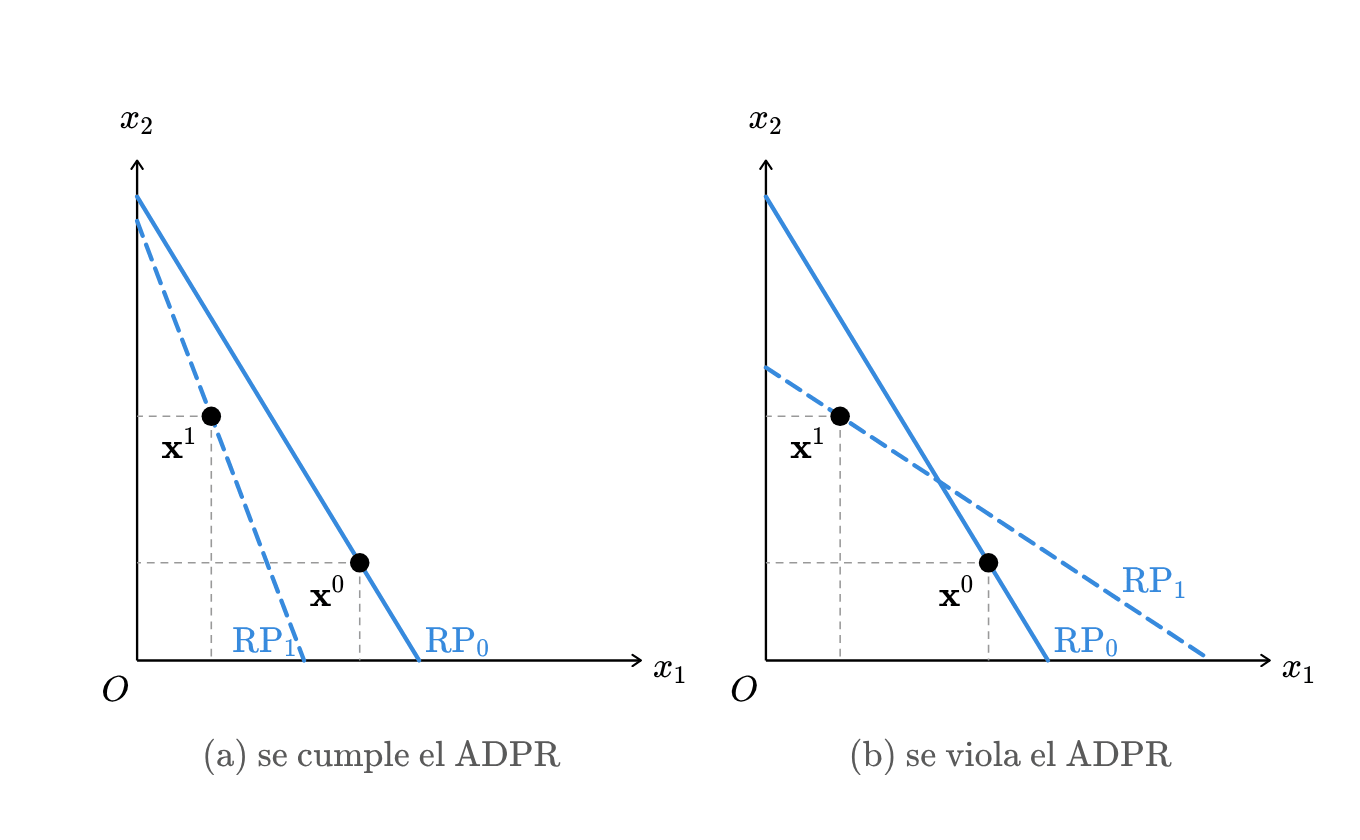 x₂
x¹
x⁰
RP₁
RP₀
x₁
O
(a) se cumple el ADPR
x₂
x¹
RP₁
x⁰
RP₀
x₁
O
(b) se viola el ADPR